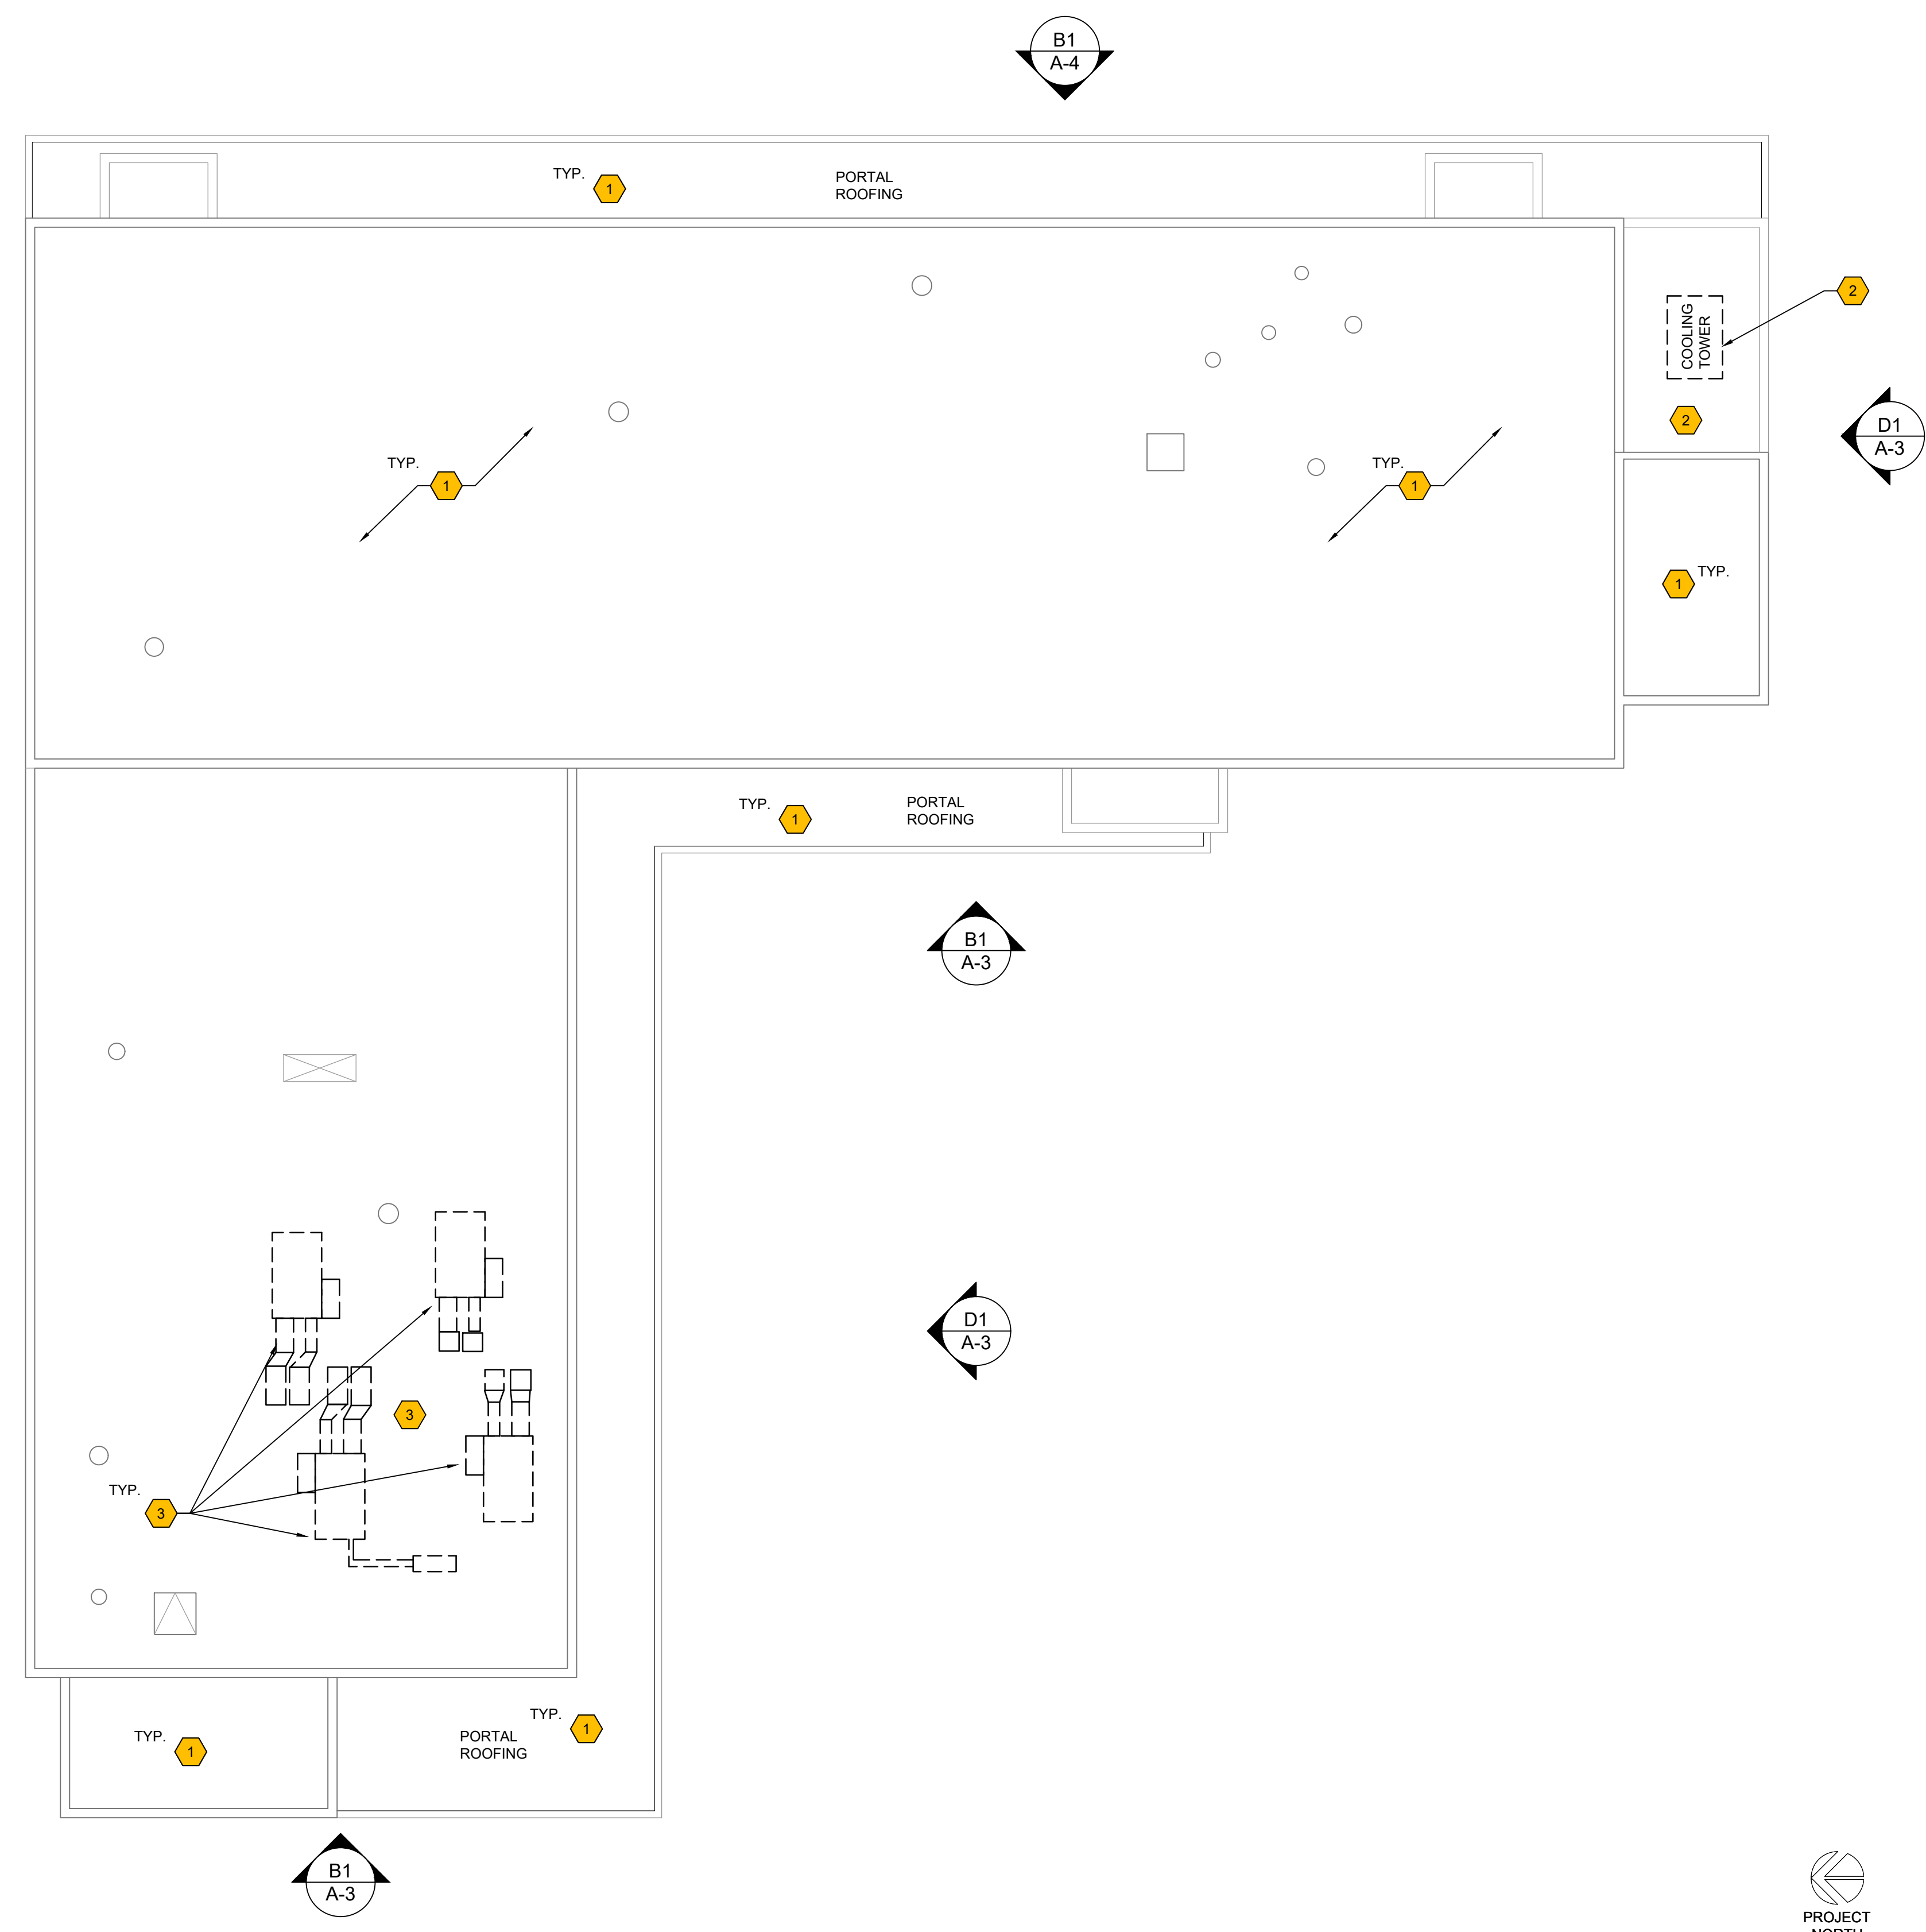 B1
A-4
TYP.
1
PORTAL
ROOFING
2
COOLING
TOWER
2
D1
A-3
TYP.
1
TYP.
1
1
TYP.
TYP.
1
PORTAL
ROOFING
B1
A-3
D1
A-3
3
TYP.
3
TYP.
1
PORTAL
ROOFING
TYP.
1
B1
A-3
PROJECT
NORTH